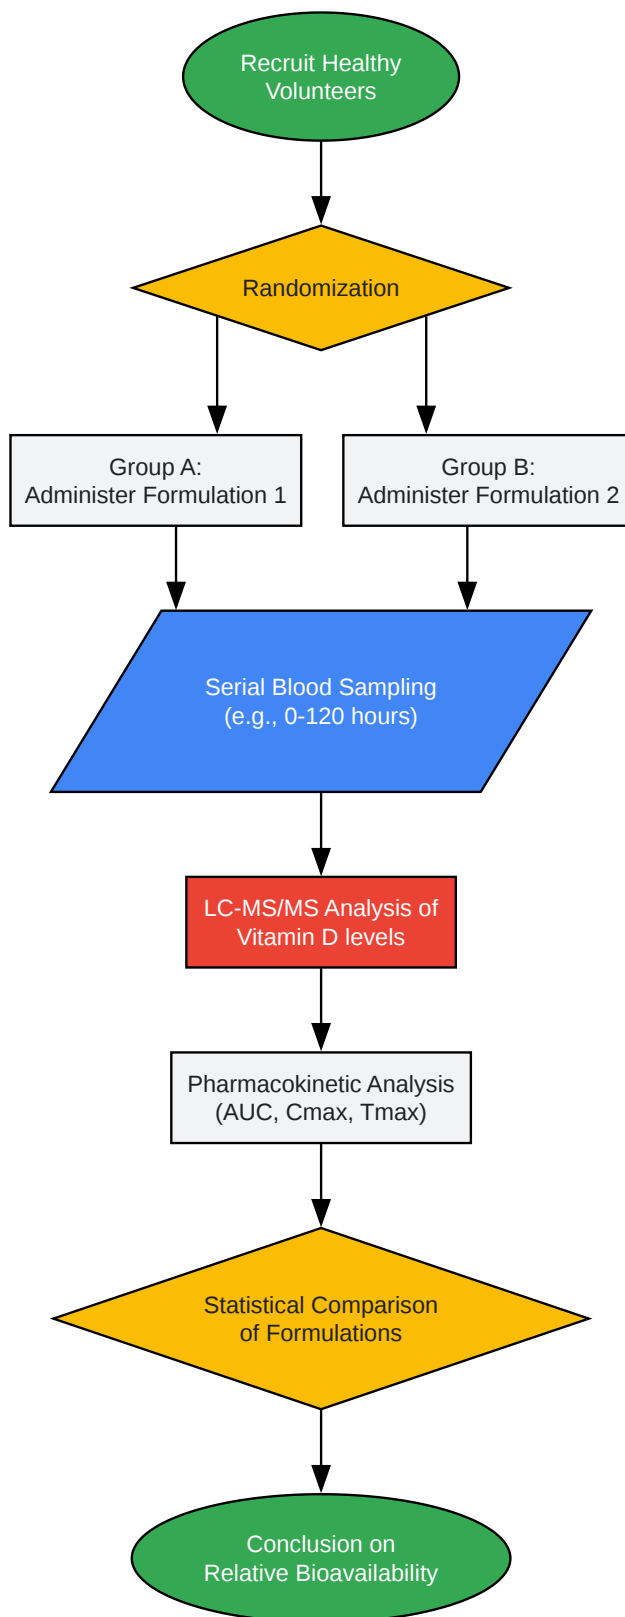 Recruit Healthy
Volunteers
Randomization
Group A:
Administer Formulation 1
Group B:
Administer Formulation 2
Serial Blood Sampling
(e.g., 0-120 hours)
LC-MS/MS Analysis of
Vitamin D levels
Pharmacokinetic Analysis
(AUC, Cmax, Tmax)
Statistical Comparison
of Formulations
Conclusion on
Relative Bioavailability